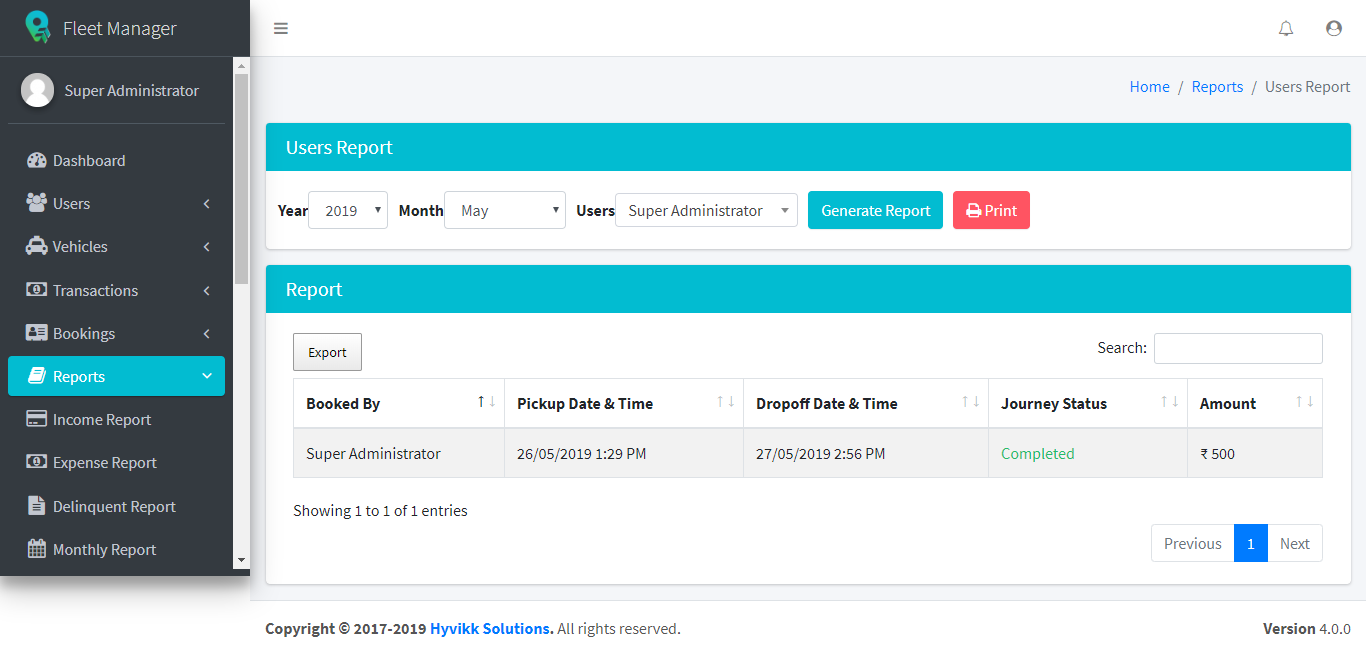 Fleet Manager
Super Administrator
Dashboard
Users
Vehicles
Transactions
Bookings
Reports
Income Report
Expense Report
Delinquent Report
Monthly Report
Home / Reports / Users Report
Users Report
Year 2019 Month May Users Super Administrator Generate Report Print
Report
Export Search:
Booked By Pickup Date & Time Dropoff Date & Time Journey Status Amount
Super Administrator 26/05/2019 1:29 PM 27/05/2019 2:56 PM Completed ₹ 500
Showing 1 to 1 of 1 entries
Previous 1 Next
Copyright © 2017-2019 Hyvikk Solutions. All rights reserved. Version 4.0.0